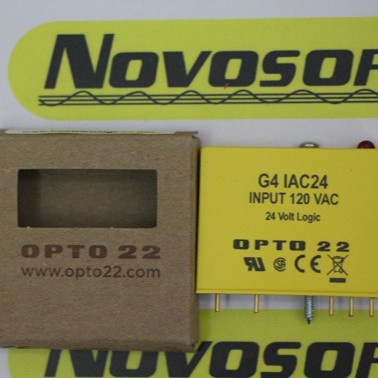 Novosof
G4 IAC24
INPUT 120 VAC
24 Volt Logic
OPTO 22
OPTO 22
www.opto22.com
Novosof